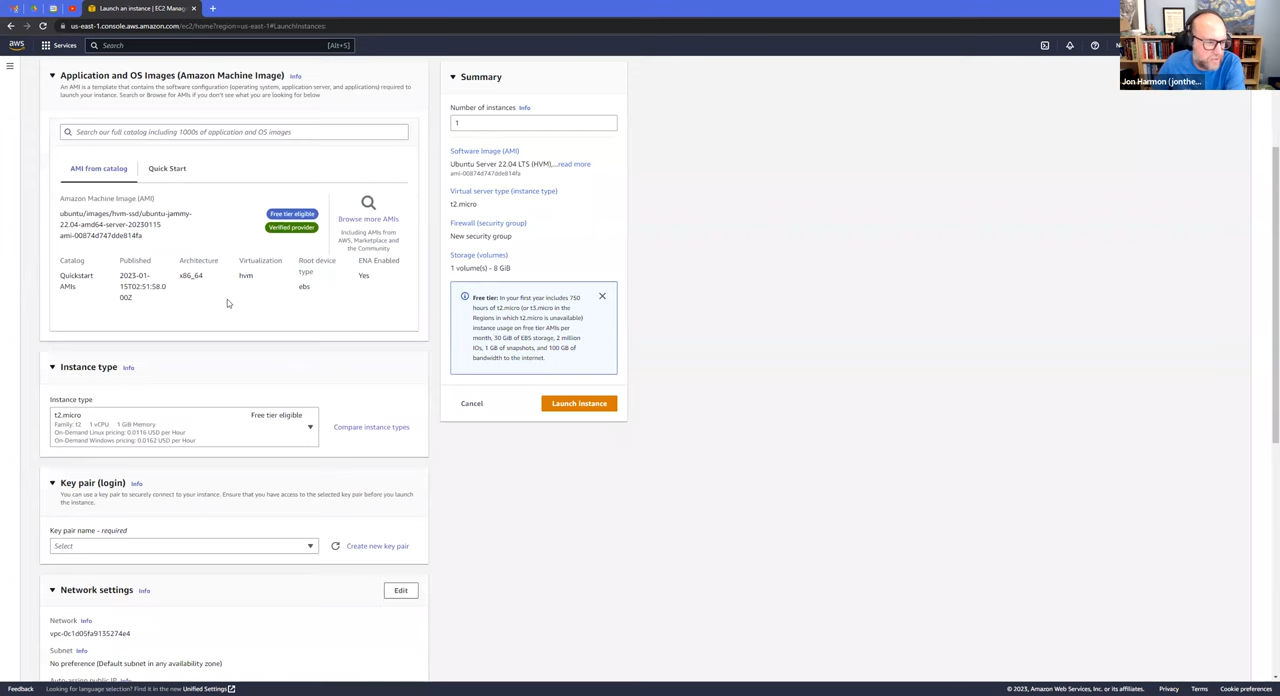 Launch an instance | EC2 Manag
us-east-1.console.aws.amazon.com/ec2/home?region=us-east-1#LaunchInstances:
aws
Services
Search
[Alt+S]
Jon Harmon (jonthe...
Application and OS Images (Amazon Machine Image) Info
An AMI is a template that contains the software configuration (operating system, application server, and applications) required to
launch your instance. Search or Browse for AMIs if you don't see what you are looking for below
Search our full catalog including 1000s of application and OS images
AMI from catalog
Quick Start
Amazon Machine Image (AMI)
ubuntu/images/hvm-ssd/ubuntu-jammy-
22.04-amd64-server-20230115
ami-00874d747dde814fa
Free tier eligible
Verified provider
Browse more AMIs
Including AMIs from
AWS, Marketplace and
the Community
Catalog
Published
Architecture
Virtualization
Root device
type
ENA Enabled
Quickstart
AMIs
2023-01-
15T02:51:58.0
00Z
x86_64
hvm
ebs
Yes
Instance type Info
Instance type
t2.micro
Free tier eligible
Family: t2 1 vCPU 1 GiB Memory
On-Demand Linux pricing: 0.0116 USD per Hour
On-Demand Windows pricing: 0.0162 USD per Hour
Compare instance types
Key pair (login) Info
You can use a key pair to securely connect to your instance. Ensure that you have access to the selected key pair before you launch
the instance.
Key pair name - required
Select
Create new key pair
Network settings Info
Edit
Network Info
vpc-0c1d05fa9135274e4
Subnet Info
No preference (Default subnet in any availability zone)
Auto-assign public IP Info
Summary
Number of instances Info
1
Software Image (AMI)
Ubuntu Server 22.04 LTS (HVM),...read more
ami-00874d747dde814fa
Virtual server type (instance type)
t2.micro
Firewall (security group)
New security group
Storage (volumes)
1 volume(s) - 8 GiB
Free tier: In your first year includes 750
hours of t2.micro (or t3.micro in the
Regions in which t2.micro is unavailable)
instance usage on free tier AMIs per
month, 30 GiB of EBS storage, 2 million
IOs, 1 GB of snapshots, and 100 GB of
bandwidth to the internet.
Cancel
Launch instance
Feedback
Looking for language selection? Find it in the new Unified Settings
© 2023, Amazon Web Services, Inc. or its affiliates.
Privacy
Terms
Cookie preferences